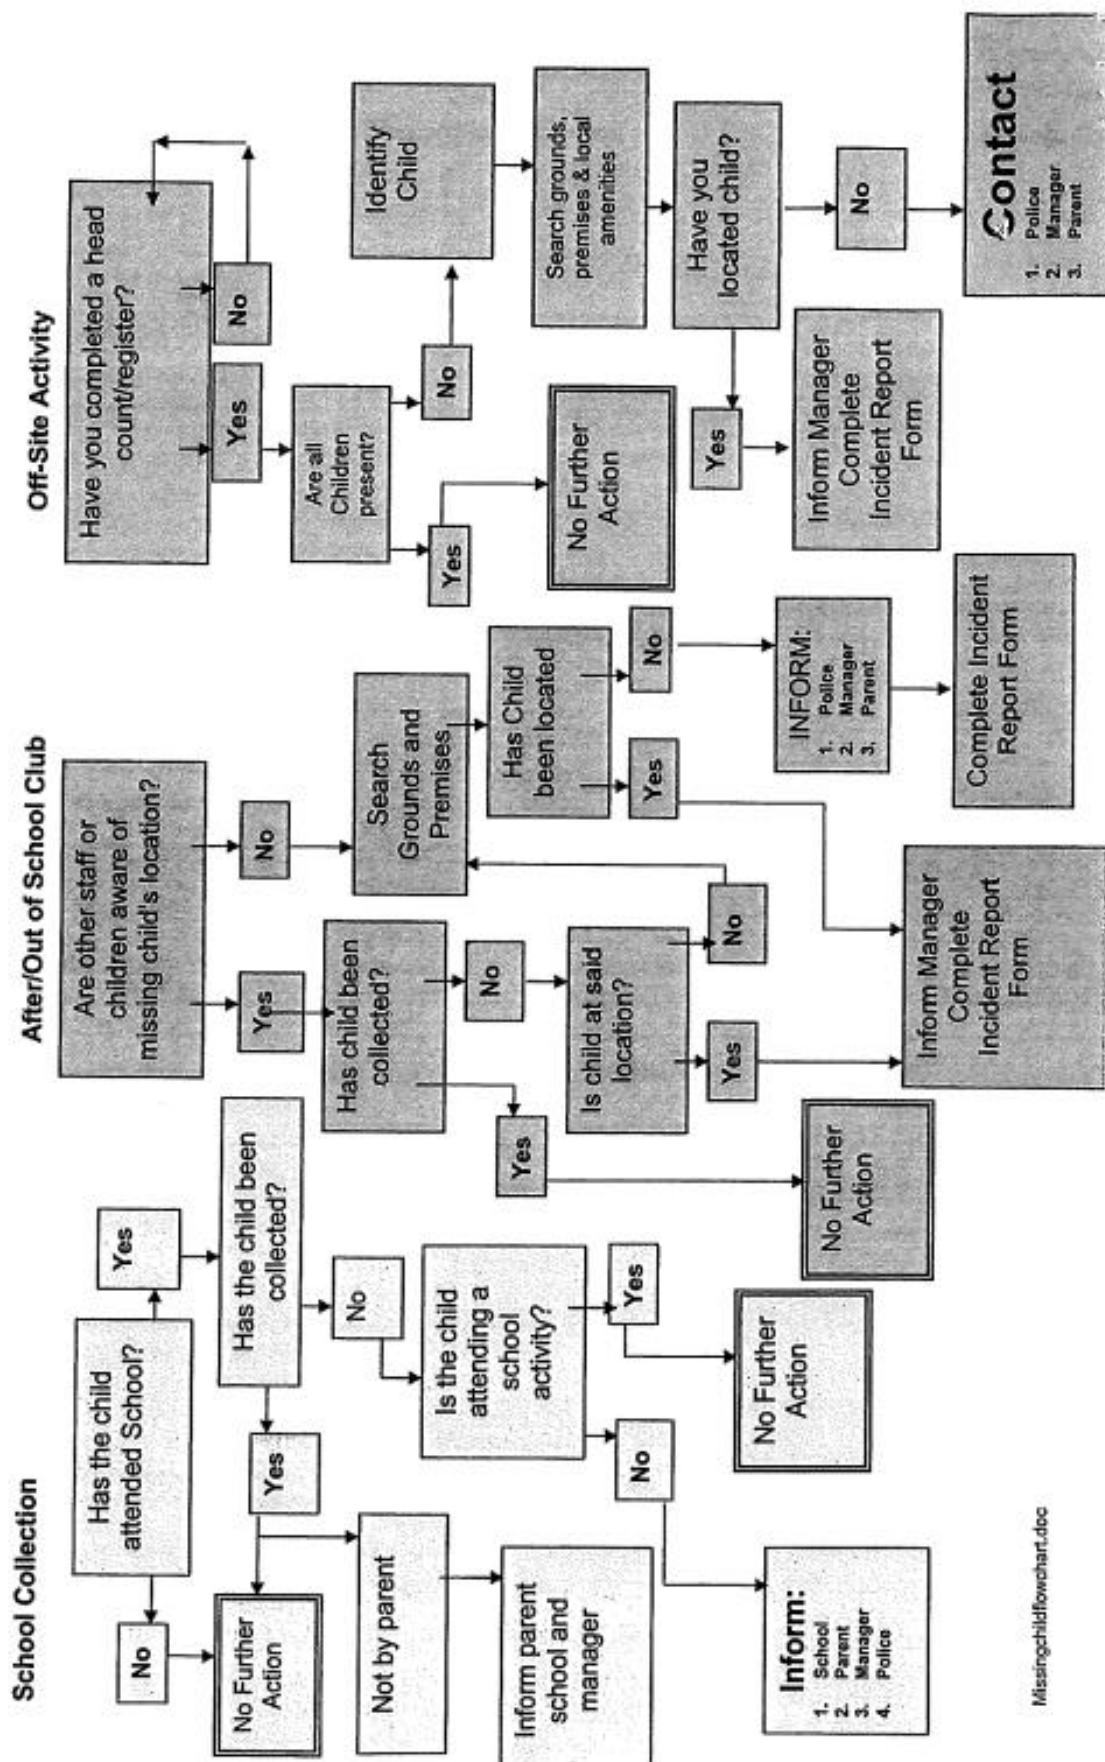 School Collection
Has the child
attended School?
No
Yes
No Further
Action
Has the child been
collected?
Yes
No
Not by parent
Inform parent
school and
manager
Is the child
attending a
school
activity?
No
Yes
Inform:
1. School
2. Parent
3. Manager
4. Police
No Further
Action
After/Out of School Club
Are other staff or
children aware of
missing child's location?
Yes
No
Has child been
collected?
Yes
No
Search
Grounds and
Premises
Is child at said
location?
Yes
No
Has Child
been located
Yes
No
No Further
Action
Inform Manager
Complete
Incident Report
Form
INFORM:
1. Police
2. Manager
3. Parent
Complete Incident
Report Form
Off-Site Activity
Have you completed a head
count/register?
Yes
No
Are all
Children
present?
Yes
No
Identify
Child
No Further
Action
Search grounds,
premises & local
amenities
Have you
located child?
Yes
No
Inform Manager
Complete
Incident Report
Form
Contact
1. Police
2. Manager
3. Parent
Missingchildflowchart.doc